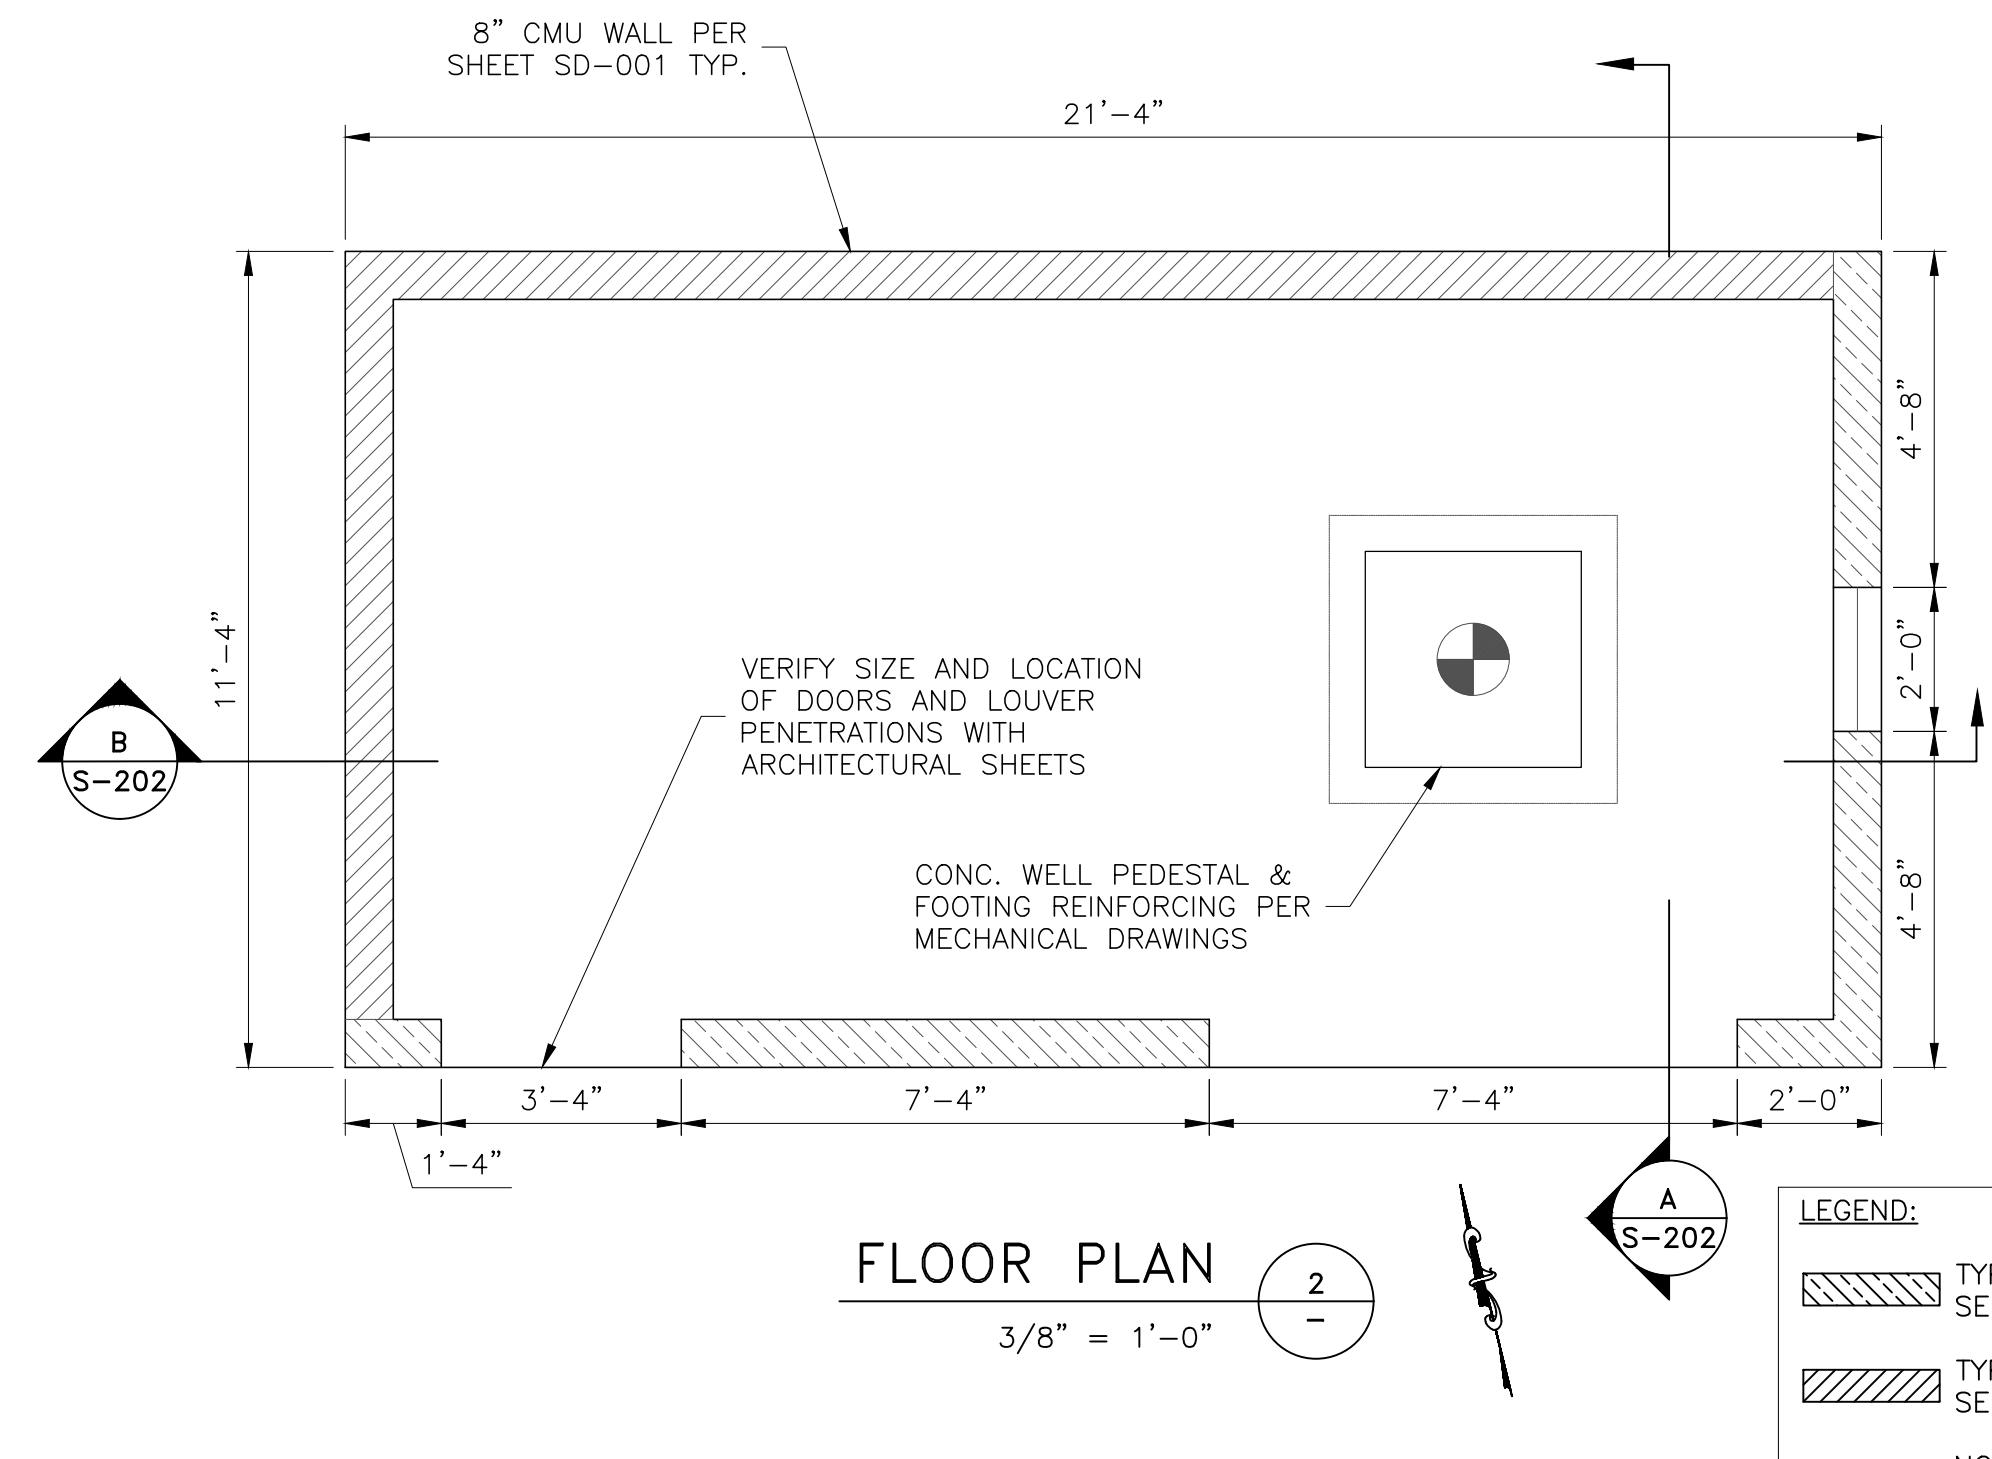 8” CMU WALL PER
SHEET SD-001 TYP.
21'-4”
4'-8”
11'-4”
2'-0”
VERIFY SIZE AND LOCATION
OF DOORS AND LOUVER
PENETRATIONS WITH
ARCHITECTURAL SHEETS
B
S-202
CONC. WELL PEDESTAL &
FOOTING REINFORCING PER
MECHANICAL DRAWINGS
4'-8”
3'-4”
7'-4”
7'-4”
2'-0”
1'-4”
A
S-202
FLOOR PLAN
2
-
3/8” = 1'-0”
LEGEND: